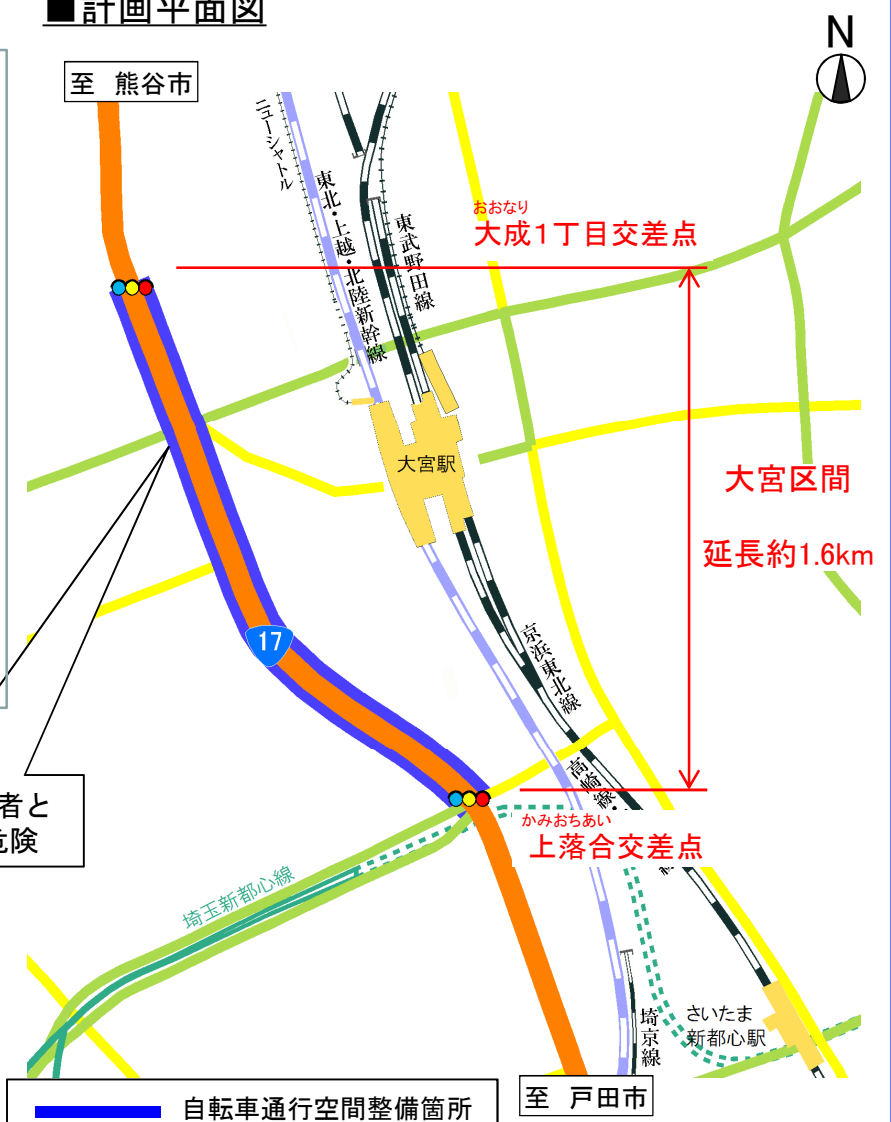 ■計画平面図
N
至 熊谷市
ニューシャトル
東北・上越・北陸新幹線
東武野田線
おおなり
大成1丁目交差点
大宮駅
大宮区間
延長約1.6km
17
京浜東北線
高崎線・
者と
危険
かみおちあい
上落合交差点
埼玉新都心線
さいたま
新都心駅
埼京線
至 戸田市
自転車通行空間整備箇所